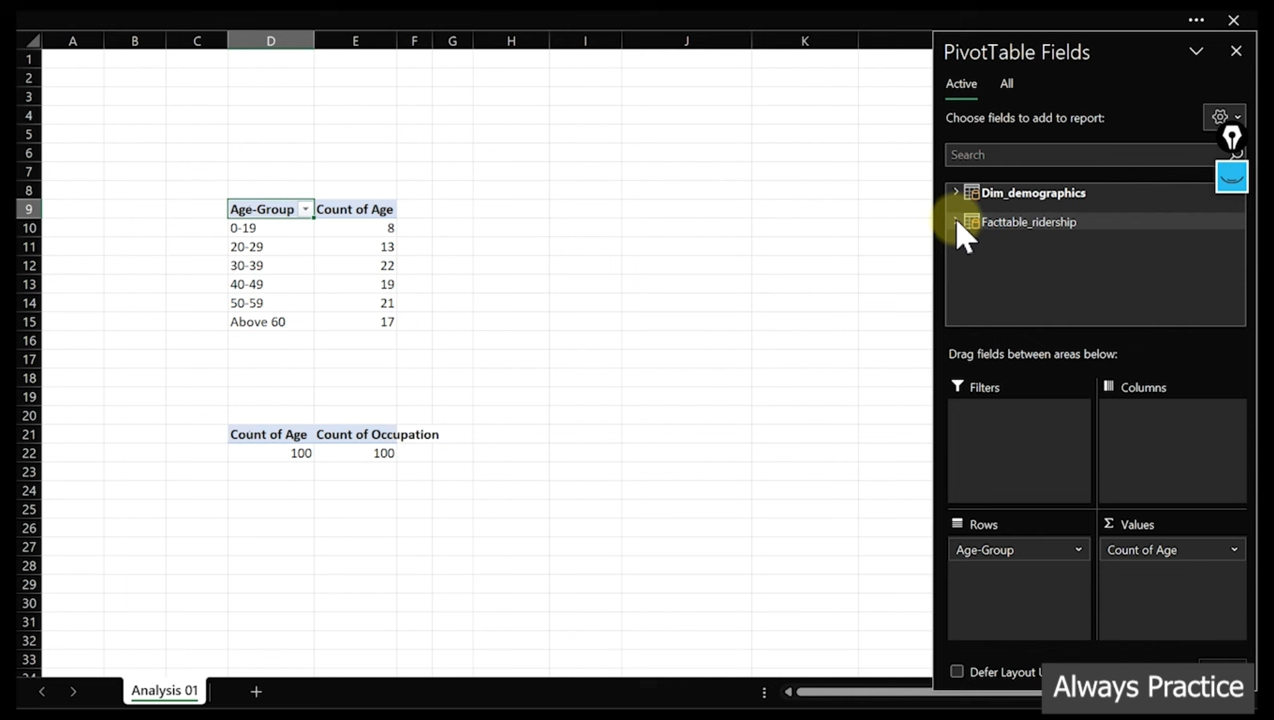 PivotTable Fields
Active All
Choose fields to add to report:
Search
Dim_demographics
Facttable_ridership
Drag fields between areas below:
Filters
Columns
Rows
Values
Age-Group
Count of Age
Defer Layout U
A B C D E F G H I J K
1
2
3
4
5
6
7
8
9 Age-Group Count of Age
10 0-19 8
11 20-29 13
12 30-39 22
13 40-49 19
14 50-59 21
15 Above 60 17
16
17
18
19
20
21 Count of Age Count of Occupation
22 100 100
23
24
25
26
27
28
29
30
31
32
33
Analysis 01
Always Practice